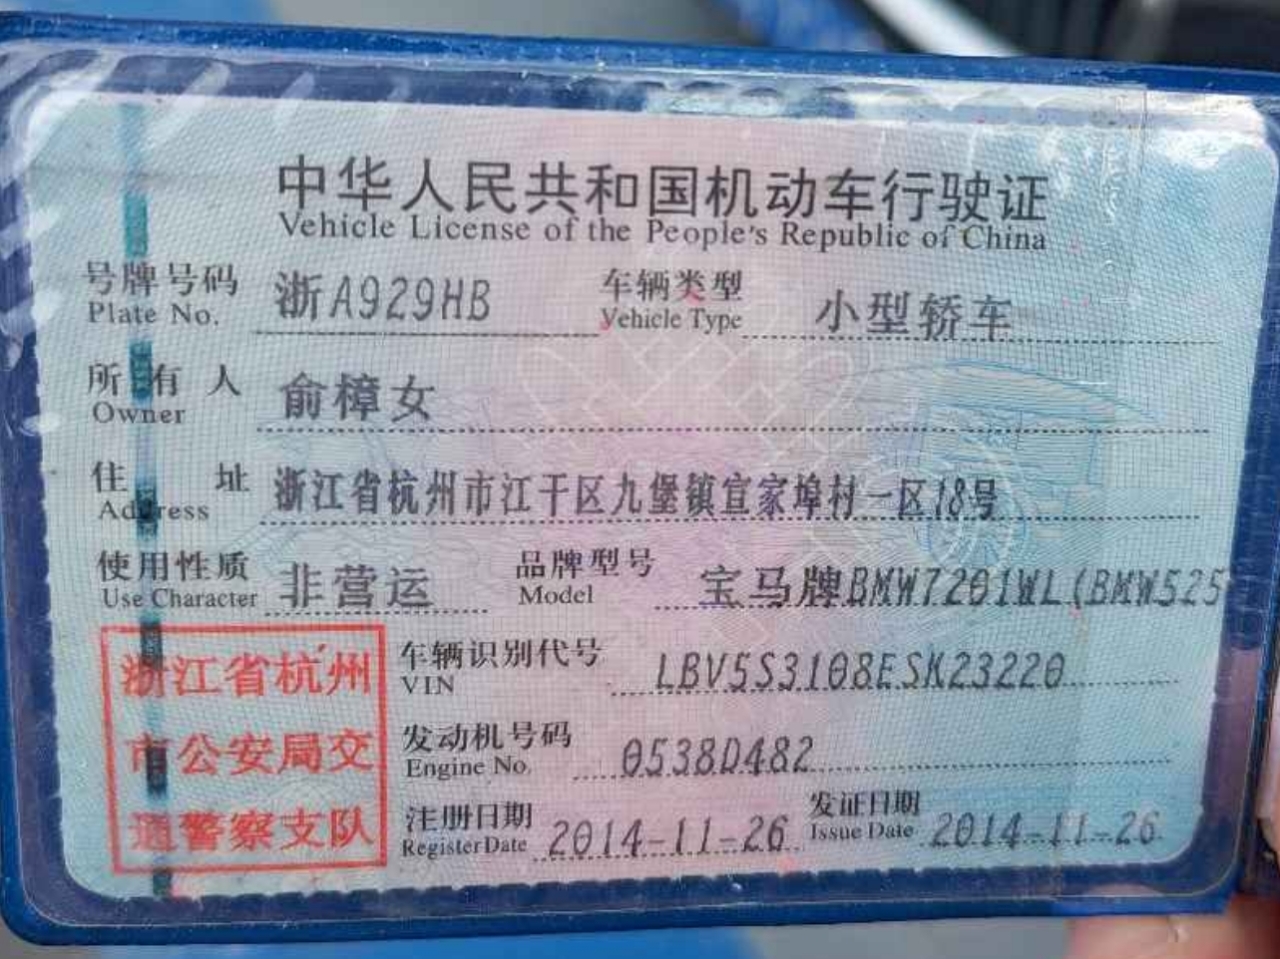 中华人民共和国机动车行驶证
Vehicle License of the People's Republic of China
号牌号码 浙A929HB 车辆类型 小型轿车
Plate No. Vehicle Type
所有人 俞樟女
Owner
住址 浙江省杭州市江干区九堡镇宣家埠村一区18号
Address
使用性质 非营运 品牌型号 宝马牌BMW7201WL(BMW525
Use Character Model
浙江省杭州
市公安局交
通警察支队
车辆识别代号 LBV5S3108ESK23220
VIN
发动机号码 0538D482
Engine No.
注册日期 2014-11-26 发证日期 2014-11-26
Register Date Issue Date